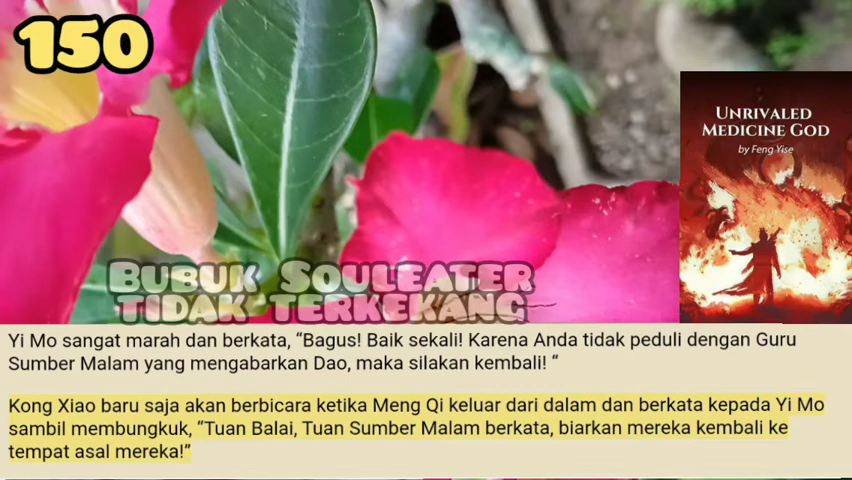 150
UNRIVALED
MEDICINE GOD
by Feng Yise
BUBUK SOULEATER
TIDAK TERKEKANG
Yi Mo sangat marah dan berkata, “Bagus! Baik sekali! Karena Anda tidak peduli dengan Guru
Sumber Malam yang mengabarkan Dao, maka silakan kembali! “
Kong Xiao baru saja akan berbicara ketika Meng Qi keluar dari dalam dan berkata kepada Yi Mo
sambil membungkuk, “Tuan Balai, Tuan Sumber Malam berkata, biarkan mereka kembali ke
tempat asal mereka!”